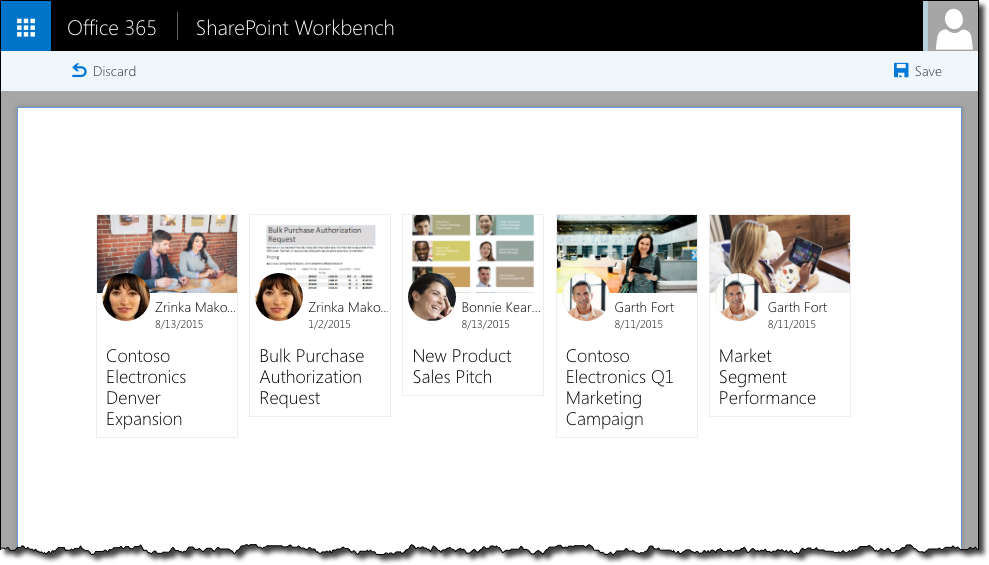 Office 365
SharePoint Workbench
Discard
Save
Bulk Purchase Authorization
Request
Pricing
Zrinka Mako...
8/13/2015
Contoso
Electronics
Denver
Expansion
Zrinka Mako...
1/2/2015
Bulk Purchase
Authorization
Request
Bonnie Kear...
8/13/2015
New Product
Sales Pitch
Garth Fort
8/11/2015
Contoso
Electronics Q1
Marketing
Campaign
Garth Fort
8/11/2015
Market
Segment
Performance